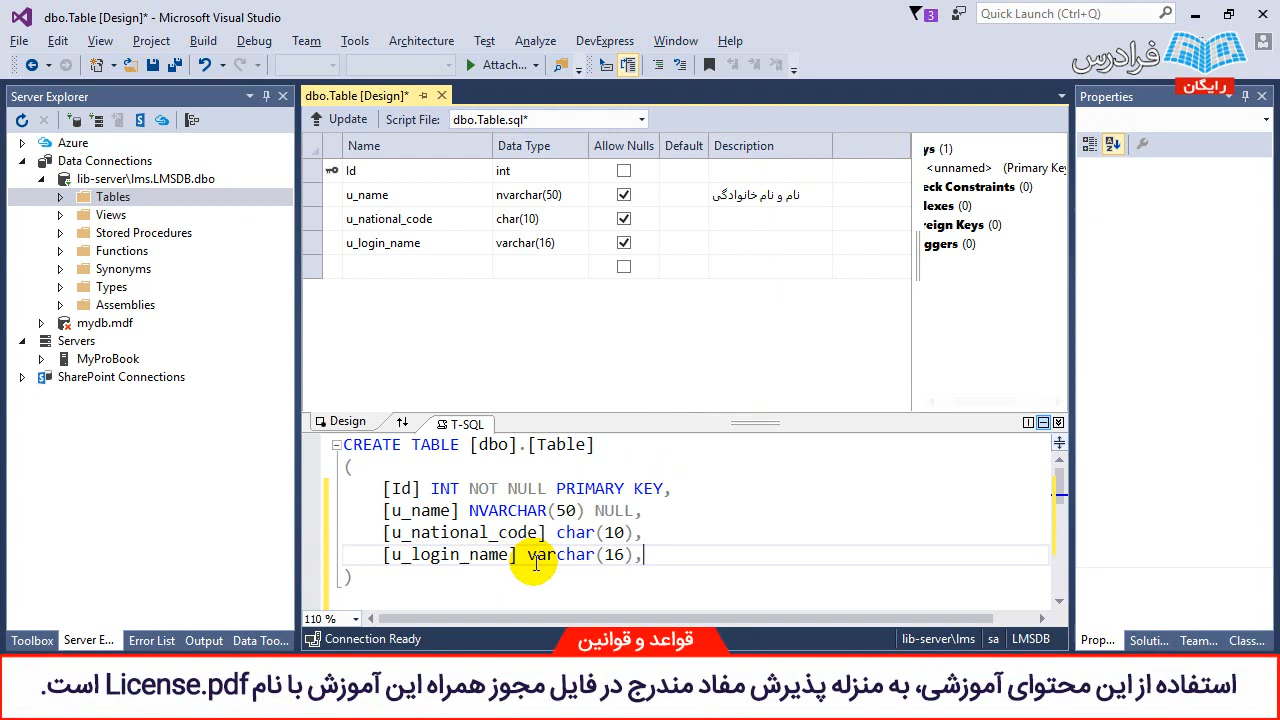 dbo.Table [Design]* - Microsoft Visual Studio
3
Quick Launch (Ctrl+Q)
File Edit View Project Build Debug Team Tools Architecture Test Analyze DevExpress Window Help
Attach...
فرادرس
رایگان
Server Explorer
Azure
Data Connections
lib-server\lms.LMSDB.dbo
Tables
Views
Stored Procedures
Functions
Synonyms
Types
Assemblies
mydb.mdf
Servers
MyProBook
SharePoint Connections
Toolbox Server E... Error List Output Data Too...
dbo.Table [Design]*
Update Script File: dbo.Table.sql*
Name Data Type Allow Nulls Default Description
Id int
u_name nvarchar(50) نام و نام خانوادگی
u_national_code char(10)
u_login_name varchar(16)
ys (1)
<unnamed> (Primary Key
eck Constraints (0)
lexes (0)
reign Keys (0)
ggers (0)
Design T-SQL
CREATE TABLE [dbo].[Table]
(
[Id] INT NOT NULL PRIMARY KEY,
[u_name] NVARCHAR(50) NULL,
[u_national_code] char(10),
[u_login_name] varchar(16),
)
110 %
Connection Ready lib-server\lms sa LMSDB
Properties
Prop... Soluti... Team... Class...
قواعد و قوانین
استفاده از این محتوای آموزشی، به منزله پذیرش مفاد مندرج در فایل مجوز همراه این آموزش با نام License.pdf است.